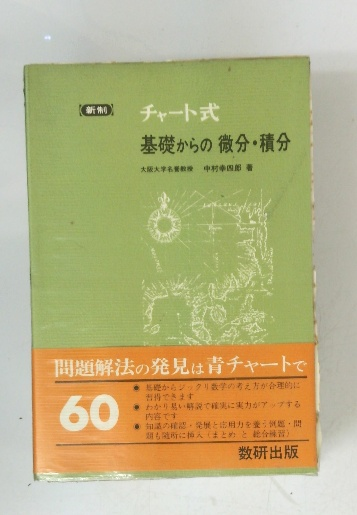 【新制】
チャート式
基礎からの 微分・積分
大阪大学名誉教授 中村幸四郎 著
問題解法の発見は青チャートで
60
● 基礎からジックリ数学の考え方が合理的に
習得できます
● わかり易い解説で確実に実力がアップする
内容です
● 知識の確認・発展と応用力を養う例題・問
題も随所に挿入（まとめ と 総合練習）
数研出版